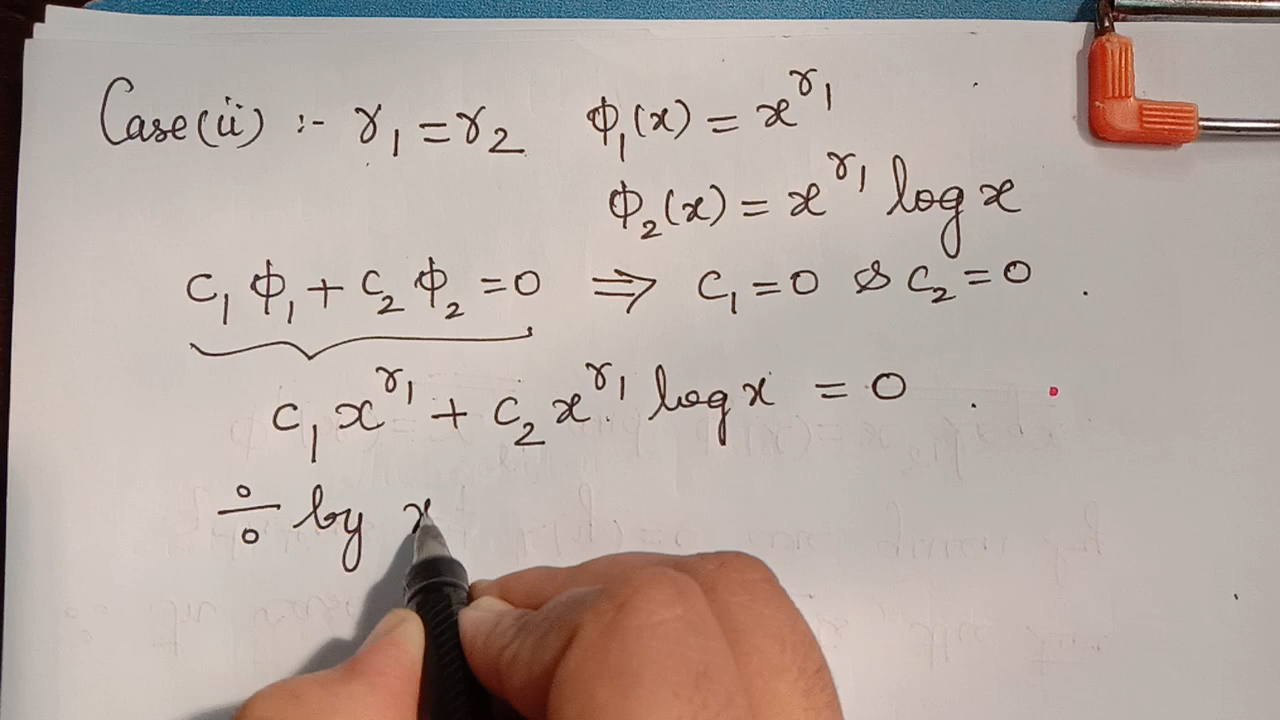 Case(ii) :- r₁ = r₂ ϕ₁(x) = x^r₁
ϕ₂(x) = x^r₁ log x
c₁ ϕ₁ + c₂ ϕ₂ = 0 ⇒ c₁ = 0 & c₂ = 0 .
c₁ x^r₁ + c₂ x^r₁ log x = 0 .
÷ by x